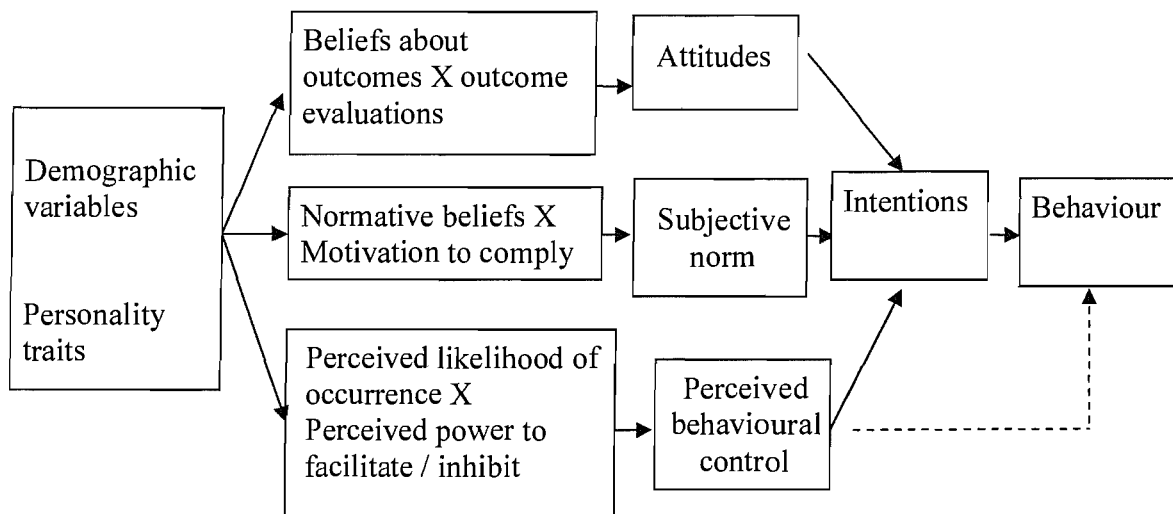 Demographic
variables
Personality
traits
Beliefs about
outcomes X outcome
evaluations
Attitudes
Normative beliefs X
Motivation to comply
Subjective
norm
Perceived likelihood of
occurrence X
Perceived power to
facilitate / inhibit
Perceived
behavioural
control
Intentions
Behaviour